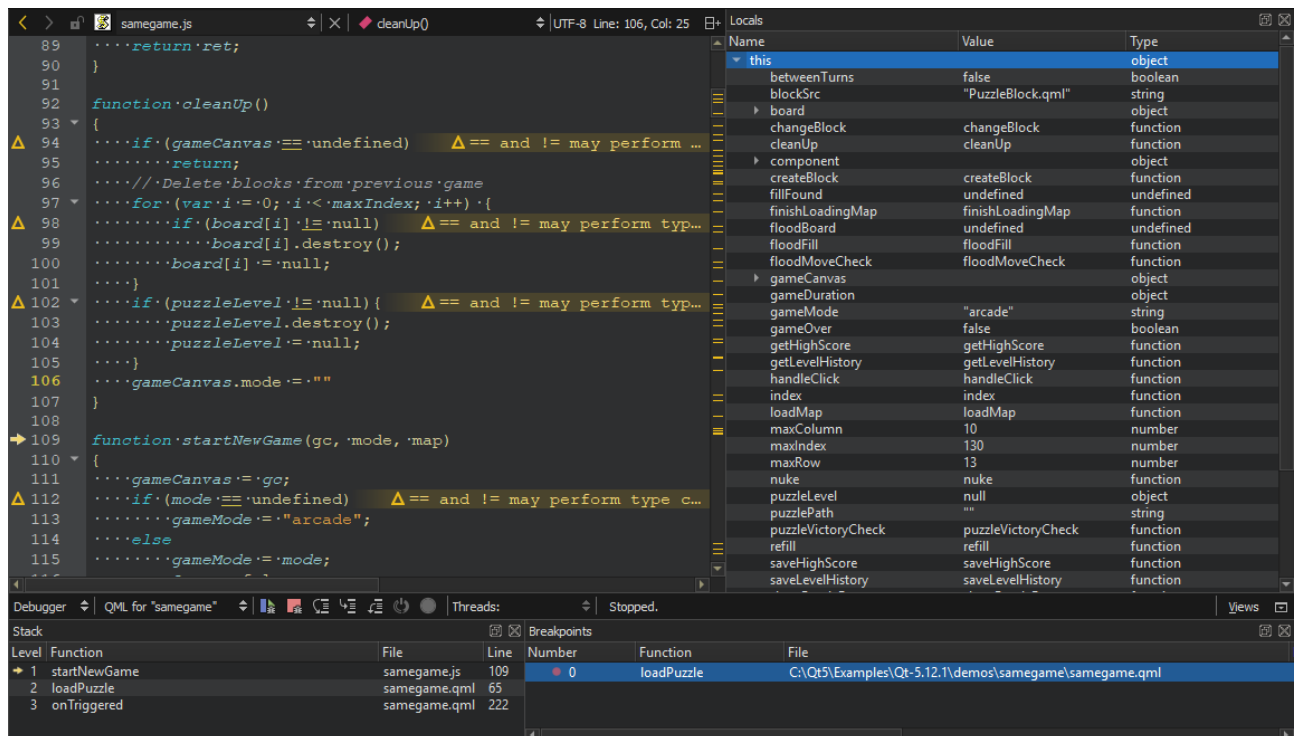 samegame.js cleanUp() UTF-8 Line: 106, Col: 25
89 ····return·ret;
90 }
91
92 function·cleanUp()
93 {
94 ····if·(gameCanvas·==·undefined) == and != may perform ...
95 ········return;
96 ····//·Delete·blocks·from·previous·game
97 ····for·(var·i·=·0;·i·<·maxIndex;·i++)·{
98 ········if·(board[i]·!=·null) == and != may perform typ...
99 ············board[i].destroy();
100 ········board[i]·=·null;
101 ····}
102 ····if·(puzzleLevel·!=·null){ == and != may perform typ...
103 ········puzzleLevel.destroy();
104 ········puzzleLevel·=·null;
105 ····}
106 ····gameCanvas.mode·=·""
107 }
108
109 function·startNewGame(gc,·mode,·map)
110 {
111 ····gameCanvas·=·gc;
112 ····if·(mode·==·undefined) == and != may perform type c...
113 ········gameMode·=·"arcade";
114 ····else
115 ········gameMode·=·mode;
Locals
Name Value Type
this object
betweenTurns false boolean
blockSrc "PuzzleBlock.qml" string
board object
changeBlock changeBlock function
cleanUp cleanUp function
component object
createBlock createBlock function
fillFound undefined undefined
finishLoadingMap finishLoadingMap function
floodBoard undefined undefined
floodFill floodFill function
floodMoveCheck floodMoveCheck function
gameCanvas object
gameDuration object
gameMode "arcade" string
gameOver false boolean
getHighScore getHighScore function
getLevelHistory getLevelHistory function
handleClick handleClick function
index index function
loadMap loadMap function
maxColumn 10 number
maxIndex 130 number
maxRow 13 number
nuke nuke function
puzzleLevel null object
puzzlePath "" string
puzzleVictoryCheck puzzleVictoryCheck function
refill refill function
saveHighScore saveHighScore function
saveLevelHistory saveLevelHistory function
Debugger QML for "samegame" Threads: Stopped. Views
Stack
Level Function File Line
1 startNewGame samegame.js 109
2 loadPuzzle samegame.qml 65
3 onTriggered samegame.qml 222
Breakpoints
Number Function File
0 loadPuzzle C:\Qt5\Examples\Qt-5.12.1\demos\samegame\samegame.qml